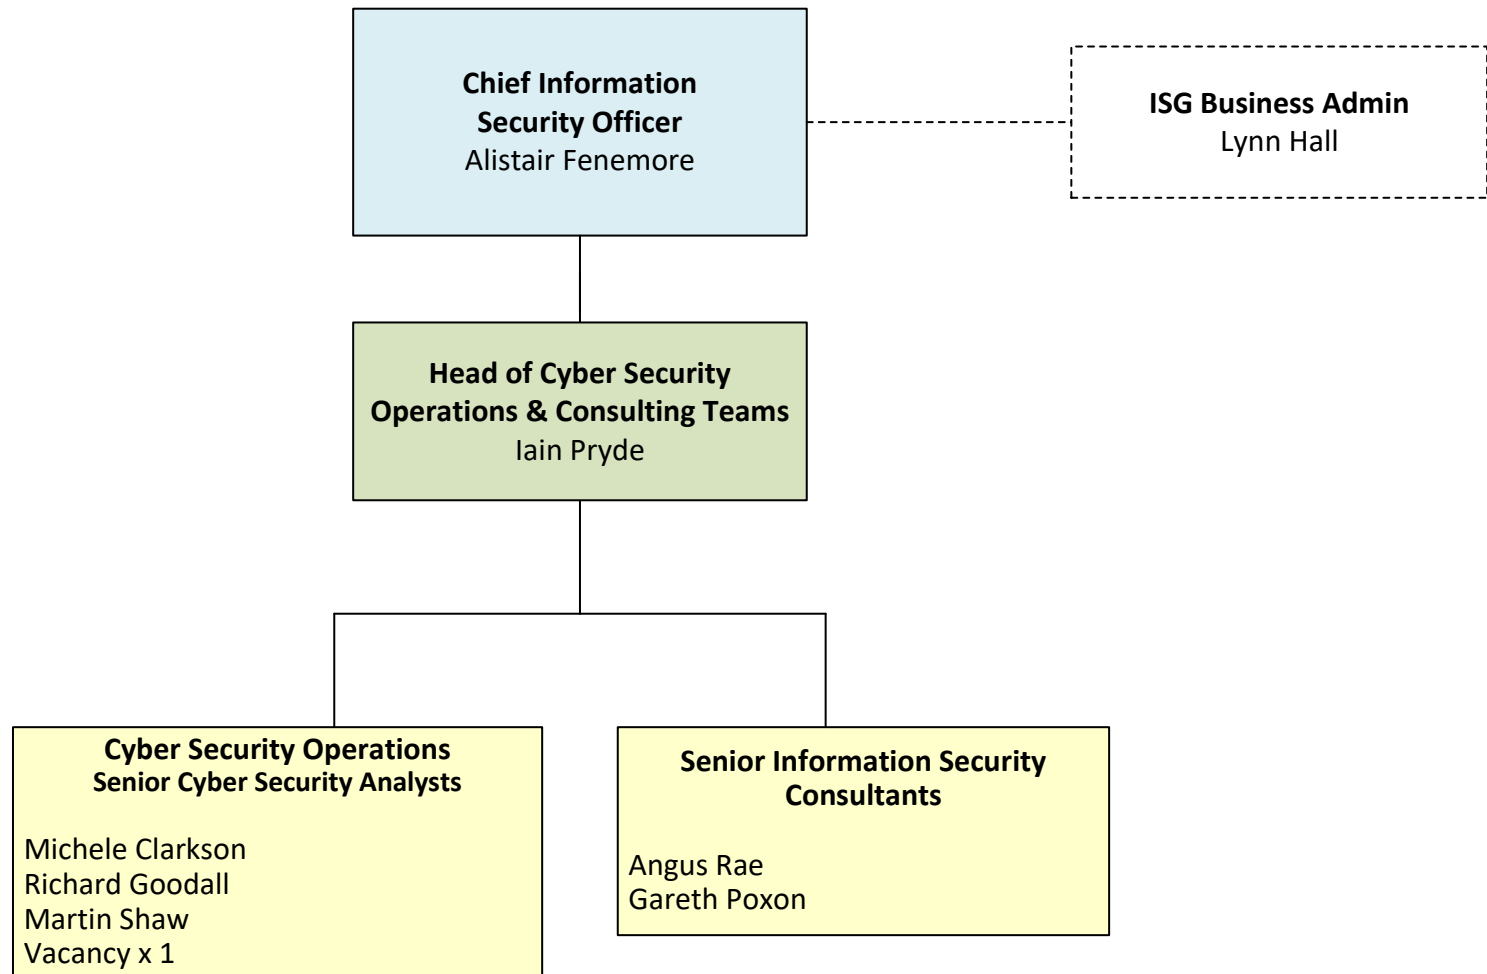 Chief Information
Security Officer
Alistair Fenemore
ISG Business Admin
Lynn Hall
Head of Cyber Security
Operations & Consulting Teams
Iain Pryde
Cyber Security Operations
Senior Cyber Security Analysts
Michele Clarkson
Richard Goodall
Martin Shaw
Vacancy x 1
Senior Information Security
Consultants
Angus Rae
Gareth Poxon